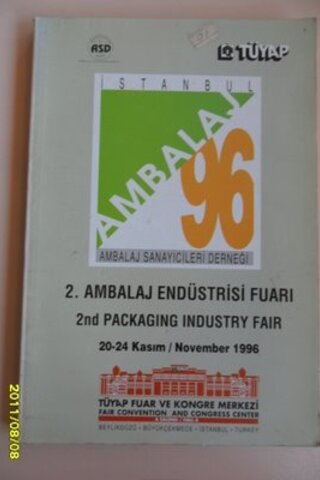 ASD
TÜYAP
İSTANBUL
AMBALAJ
96
AMBALAJ SANAYİCİLERİ DERNEĞİ
2. AMBALAJ ENDÜSTRİSİ FUARI
2nd PACKAGING INDUSTRY FAIR
20-24 Kasım / November 1996
TÜYAP FUAR VE KONGRE MERKEZİ
FAIR CONVENTION AND CONGRESS CENTER
BEYLİKDÜZÜ - BÜYÜKÇEKMECE - İSTANBUL - TURKEY
2011/08/08